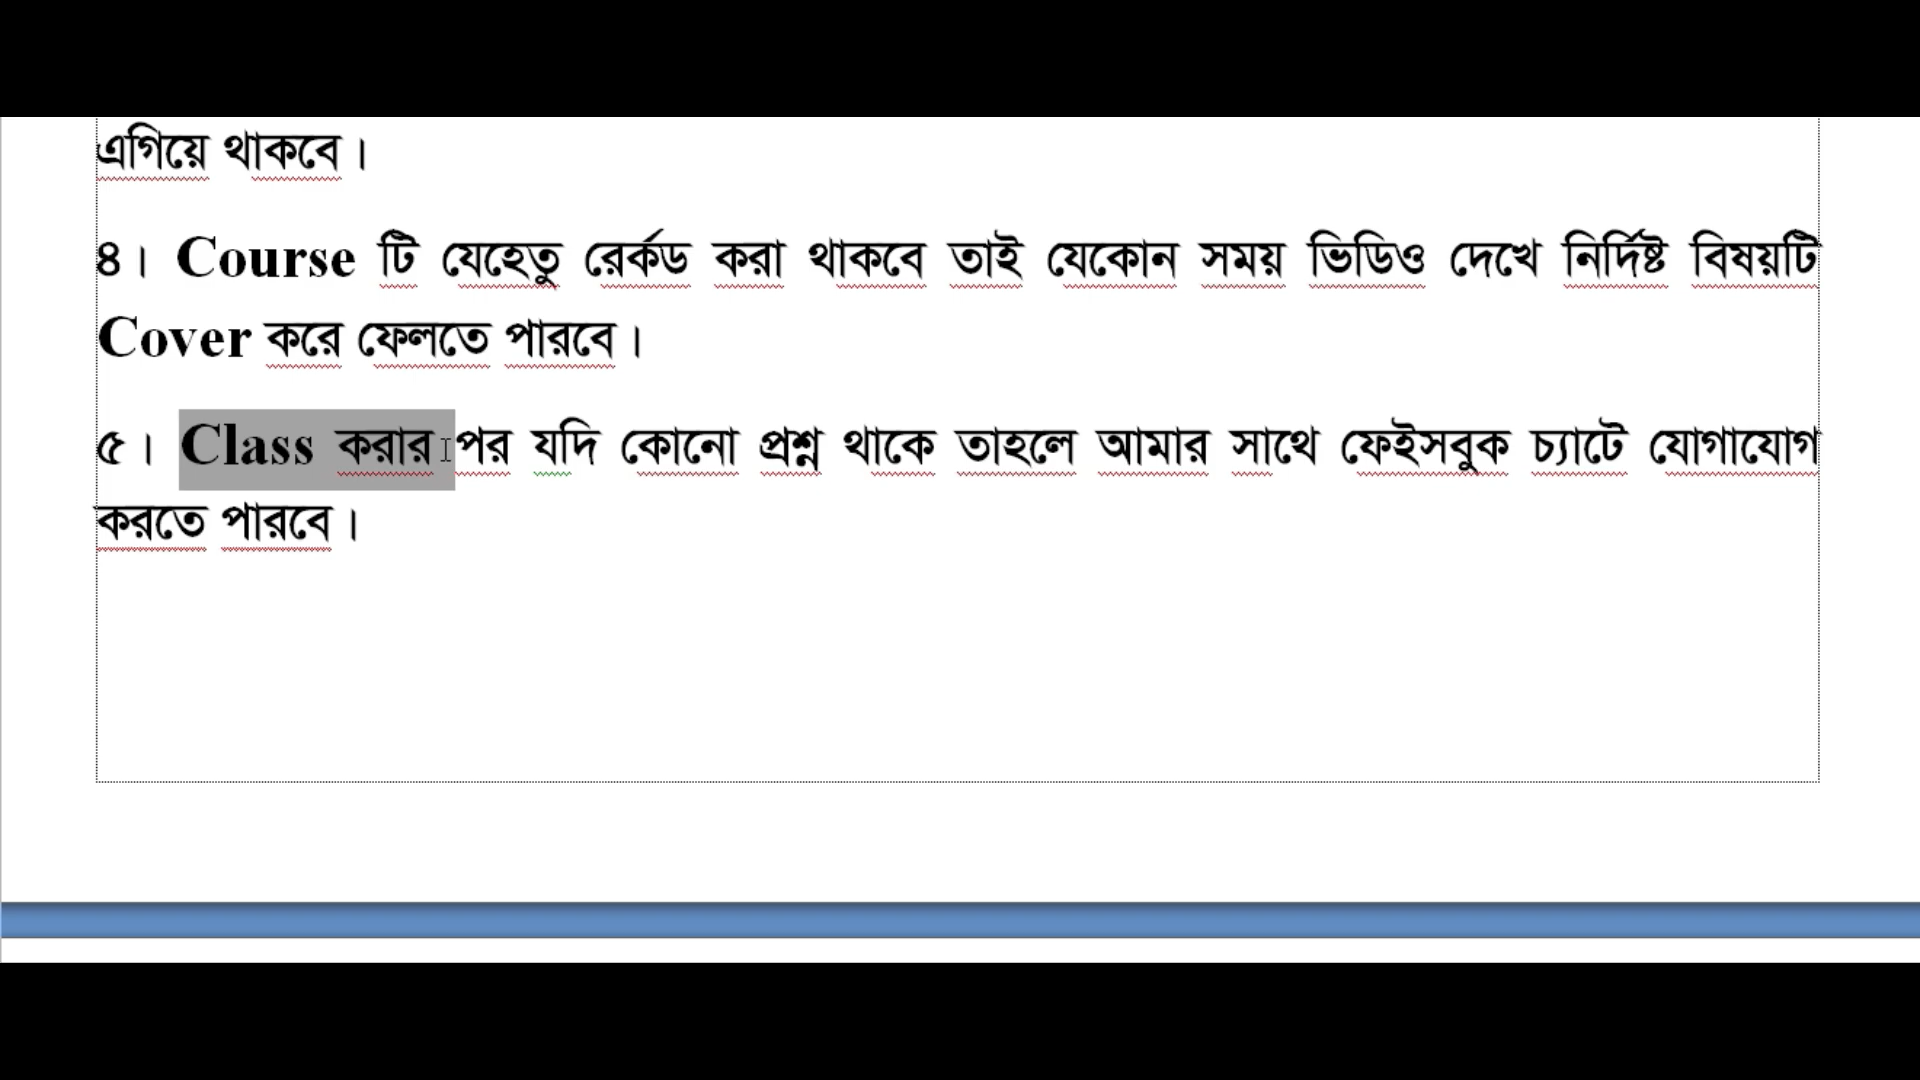 এগিয়ে থাকবে।
৪। Course টি যেহেতু রের্কড করা থাকবে তাই যেকোন সময় ভিডিও দেখে নির্দিষ্ট বিষয়টি
Cover করে ফেলতে পারবে।
৫। Class করার পর যদি কোনো প্রশ্ন থাকে তাহলে আমার সাথে ফেইসবুক চ্যাটে যোগাযোগ
করতে পারবে।